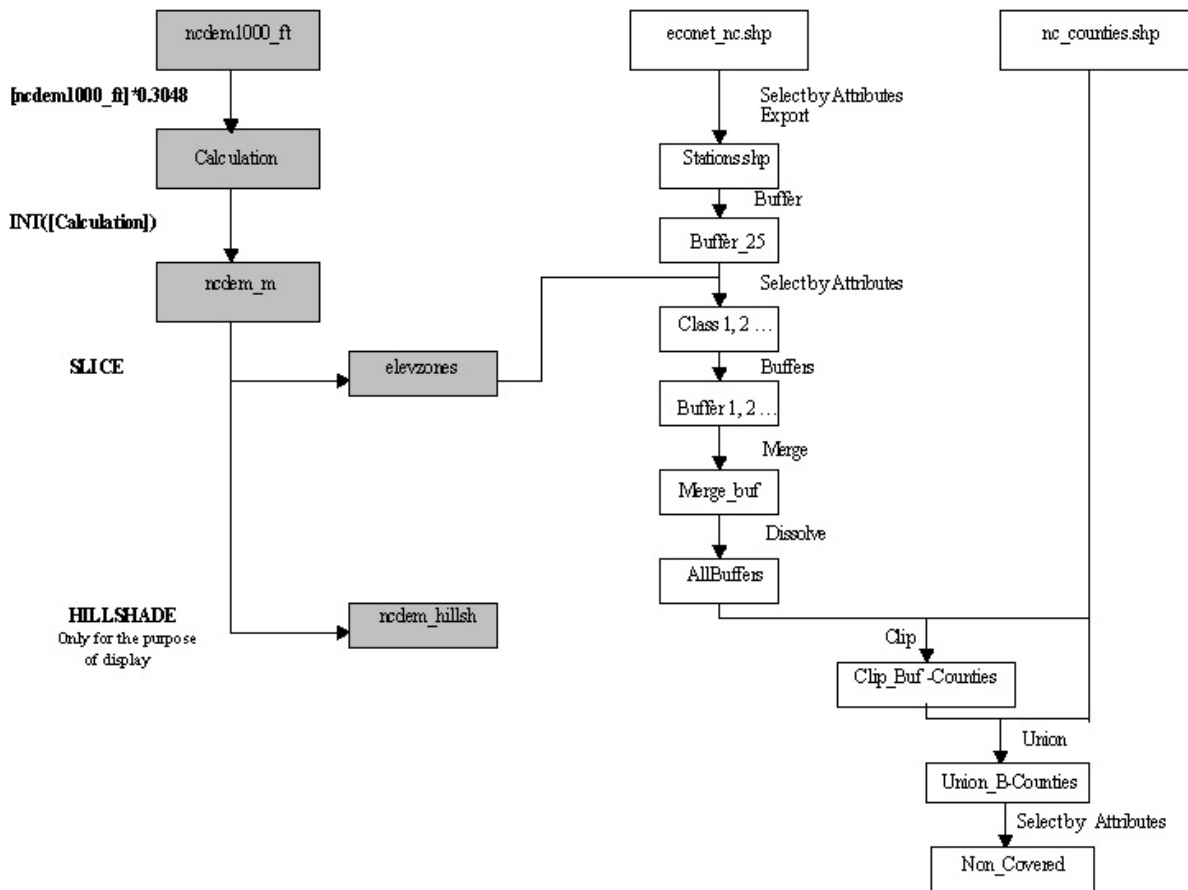 ncdem1000_ft
econet_nc.shp
nc_counties.shp
[ncdem1000_ft]*0.3048
Select by Attributes
Export
Calculation
Stations.shp
Buffer
INT([Calculation])
Buffer_25
ncdem_m
Select by Attributes
Class 1, 2 ...
SLICE
elevzones
Buffers
Buffer 1, 2 ...
Merge
Merge_buf
Dissolve
AllBuffers
HILLSHADE
Only for the purpose
of display
ncdem_hillsh
Clip
Clip_Buf -Counties
Union
Union_B-Counties
Select by Attributes
Non_Covered